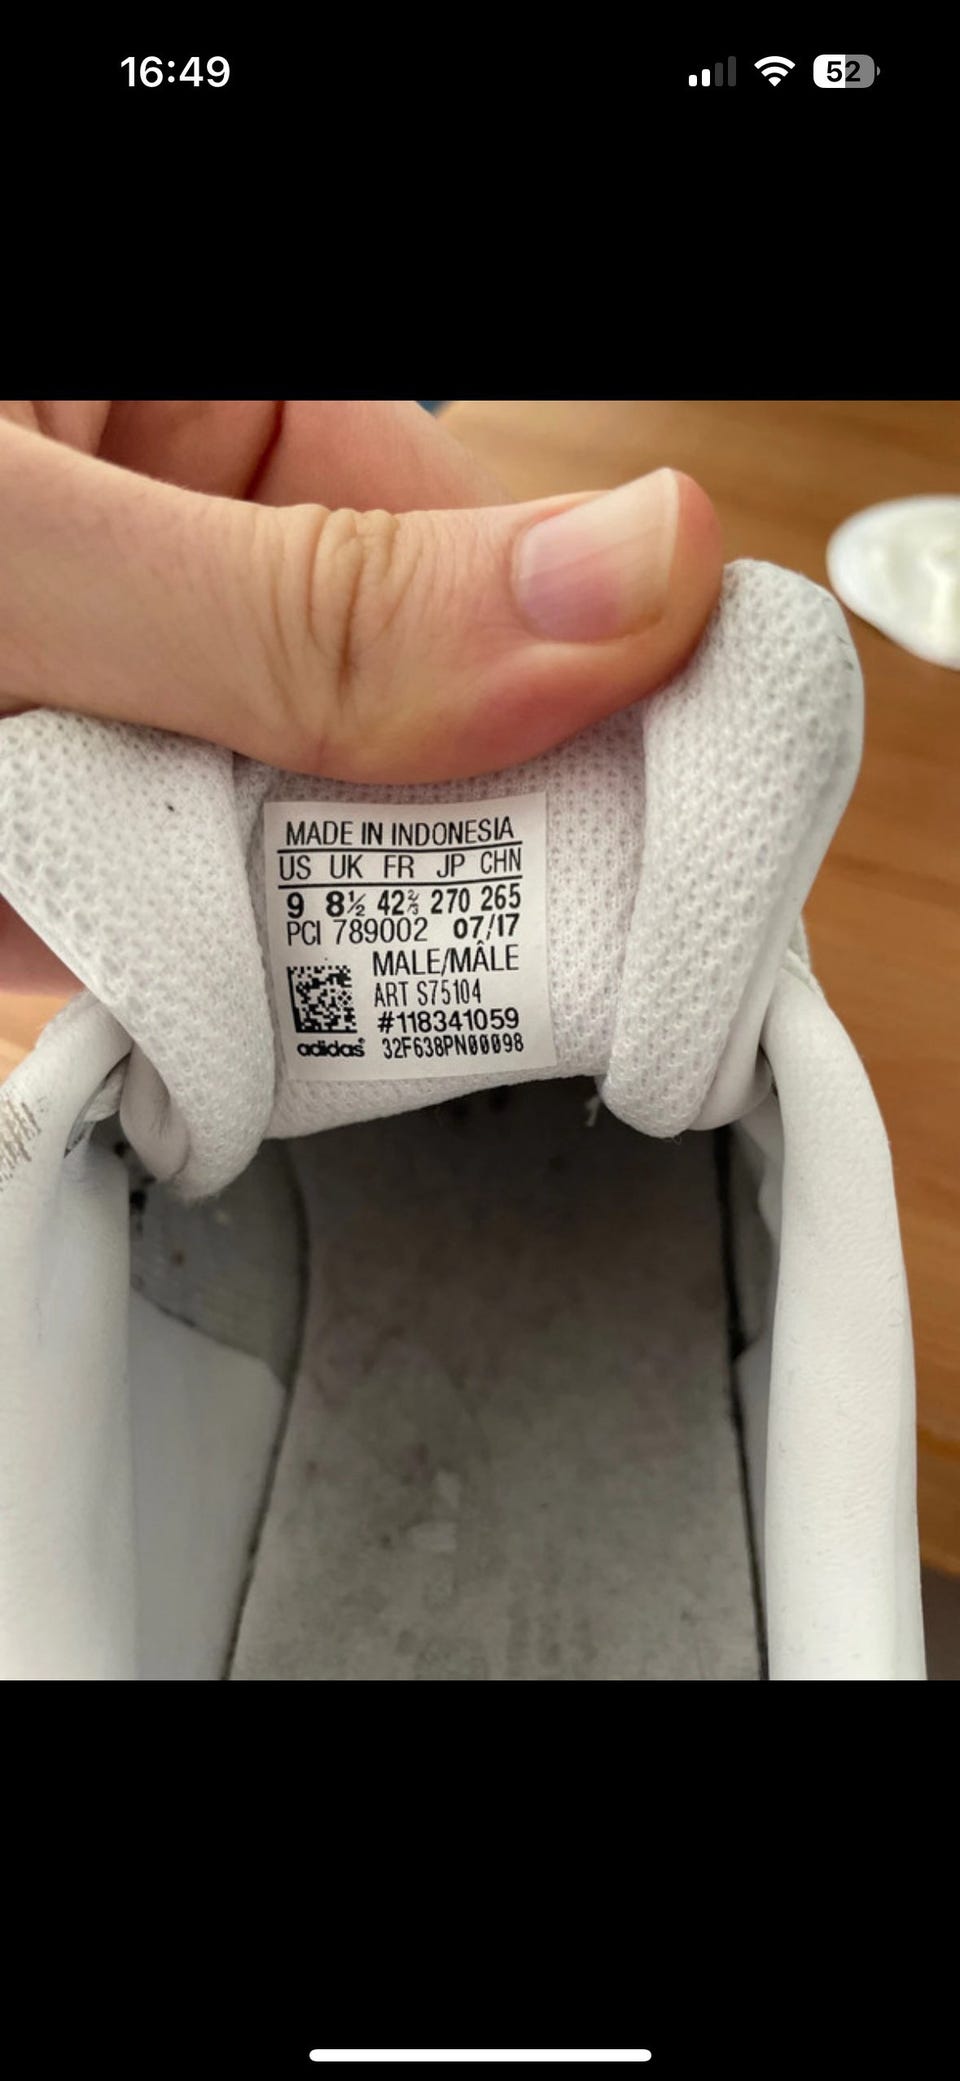 16:49
52
MADE IN INDONESIA
US UK FR JP CHN
9 8½ 42⅔ 270 265
PCI 789002 07/17
MALE/MÂLE
ART S75104
#118341059
adidas 32F638PN00098